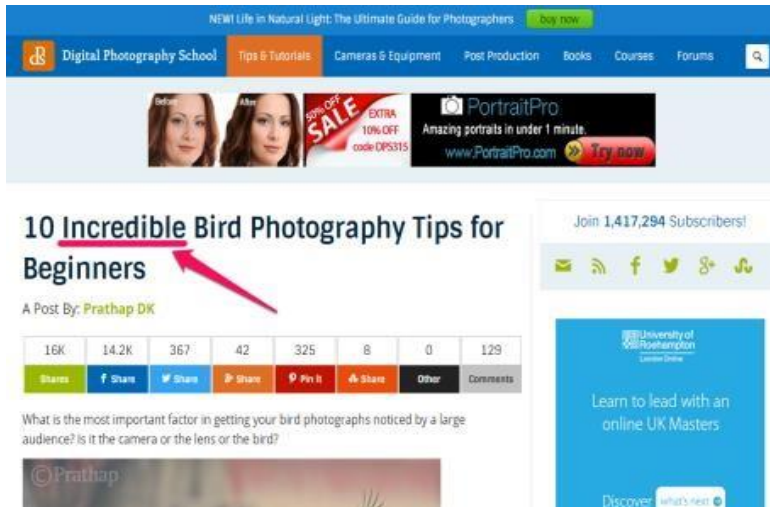 NEW! Life in Natural Light: The Ultimate Guide for Photographers buy now
dPS Digital Photography School Tips & Tutorials Cameras & Equipment Post Production Books Courses Forums
Before After 50% OFF SALE EXTRA 10% OFF code DPS315 PortraitPro Amazing portraits in under 1 minute. www.PortraitPro.com Try now
10 Incredible Bird Photography Tips for
Beginners
A Post By: Prathap DK
16K 14.2K 367 42 325 8 0 129
Shares Share Share Share Pin It Share Other Comments
What is the most important factor in getting your bird photographs noticed by a large
audience? Is it the camera or the lens or the bird?
©Prathap
Join 1,417,294 Subscribers!
University of
Roehampton
London Online
Learn to lead with an
online UK Masters
Discover what's next